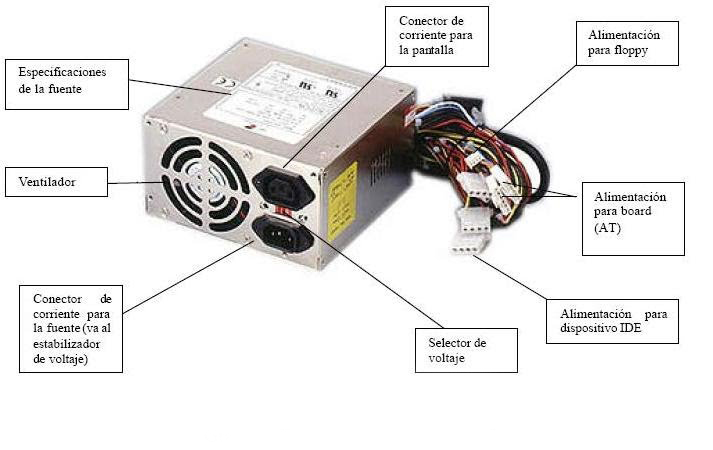 Conector de
corriente para
la pantalla
Alimentación
para floppy
Especificaciones
de la fuente
Ventilador
Alimentación
para board
(AT)
Conector de
corriente para
la fuente (va al
estabilizador
de voltaje)
Selector de
voltaje
Alimentación para
dispositivo IDE